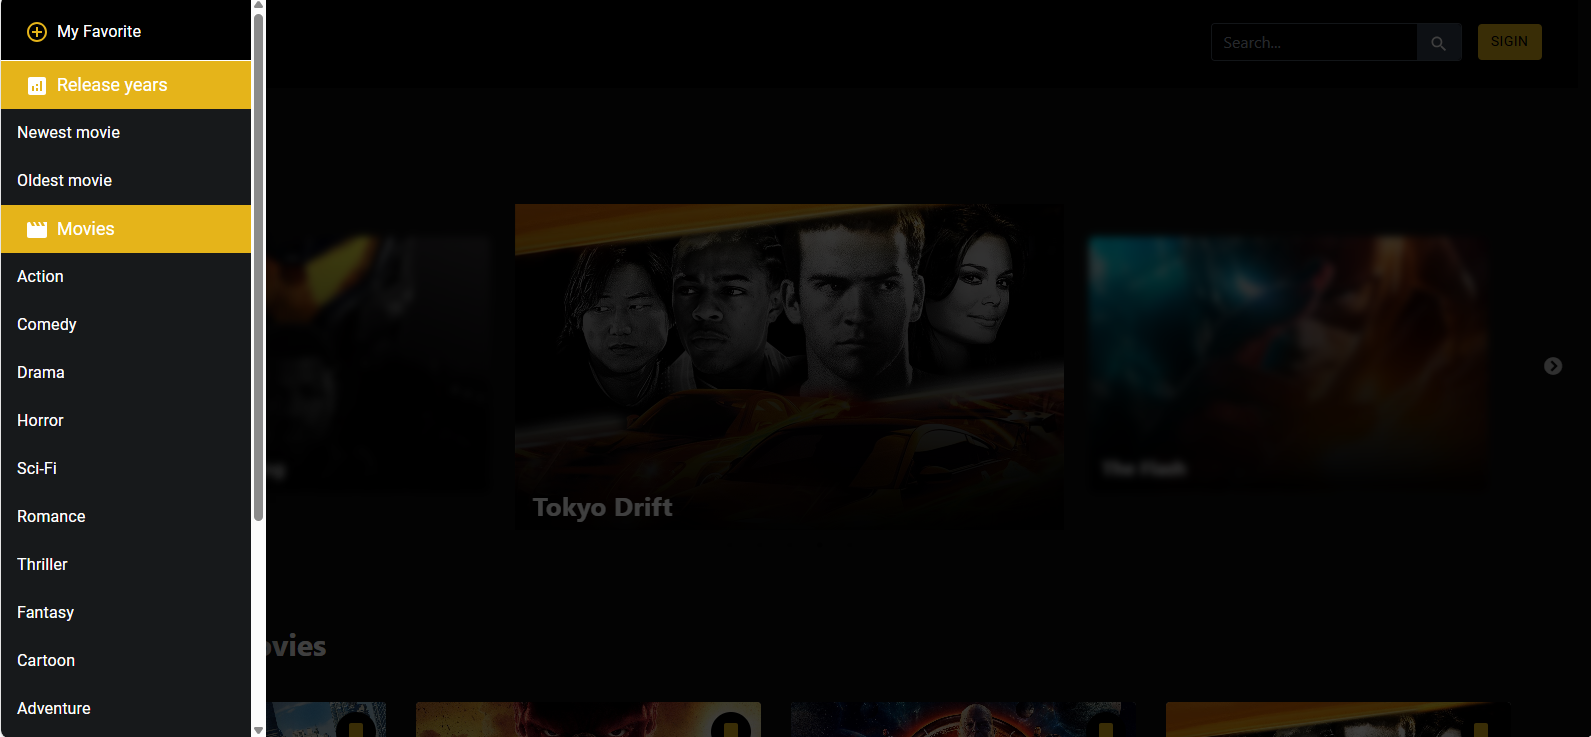 My Favorite
Release years
Newest movie
Oldest movie
Movies
Action
Comedy
Drama
Horror
Sci-Fi
Romance
Thriller
Fantasy
Cartoon
Adventure
Search...
SIGIN
Tokyo Drift
The Flash